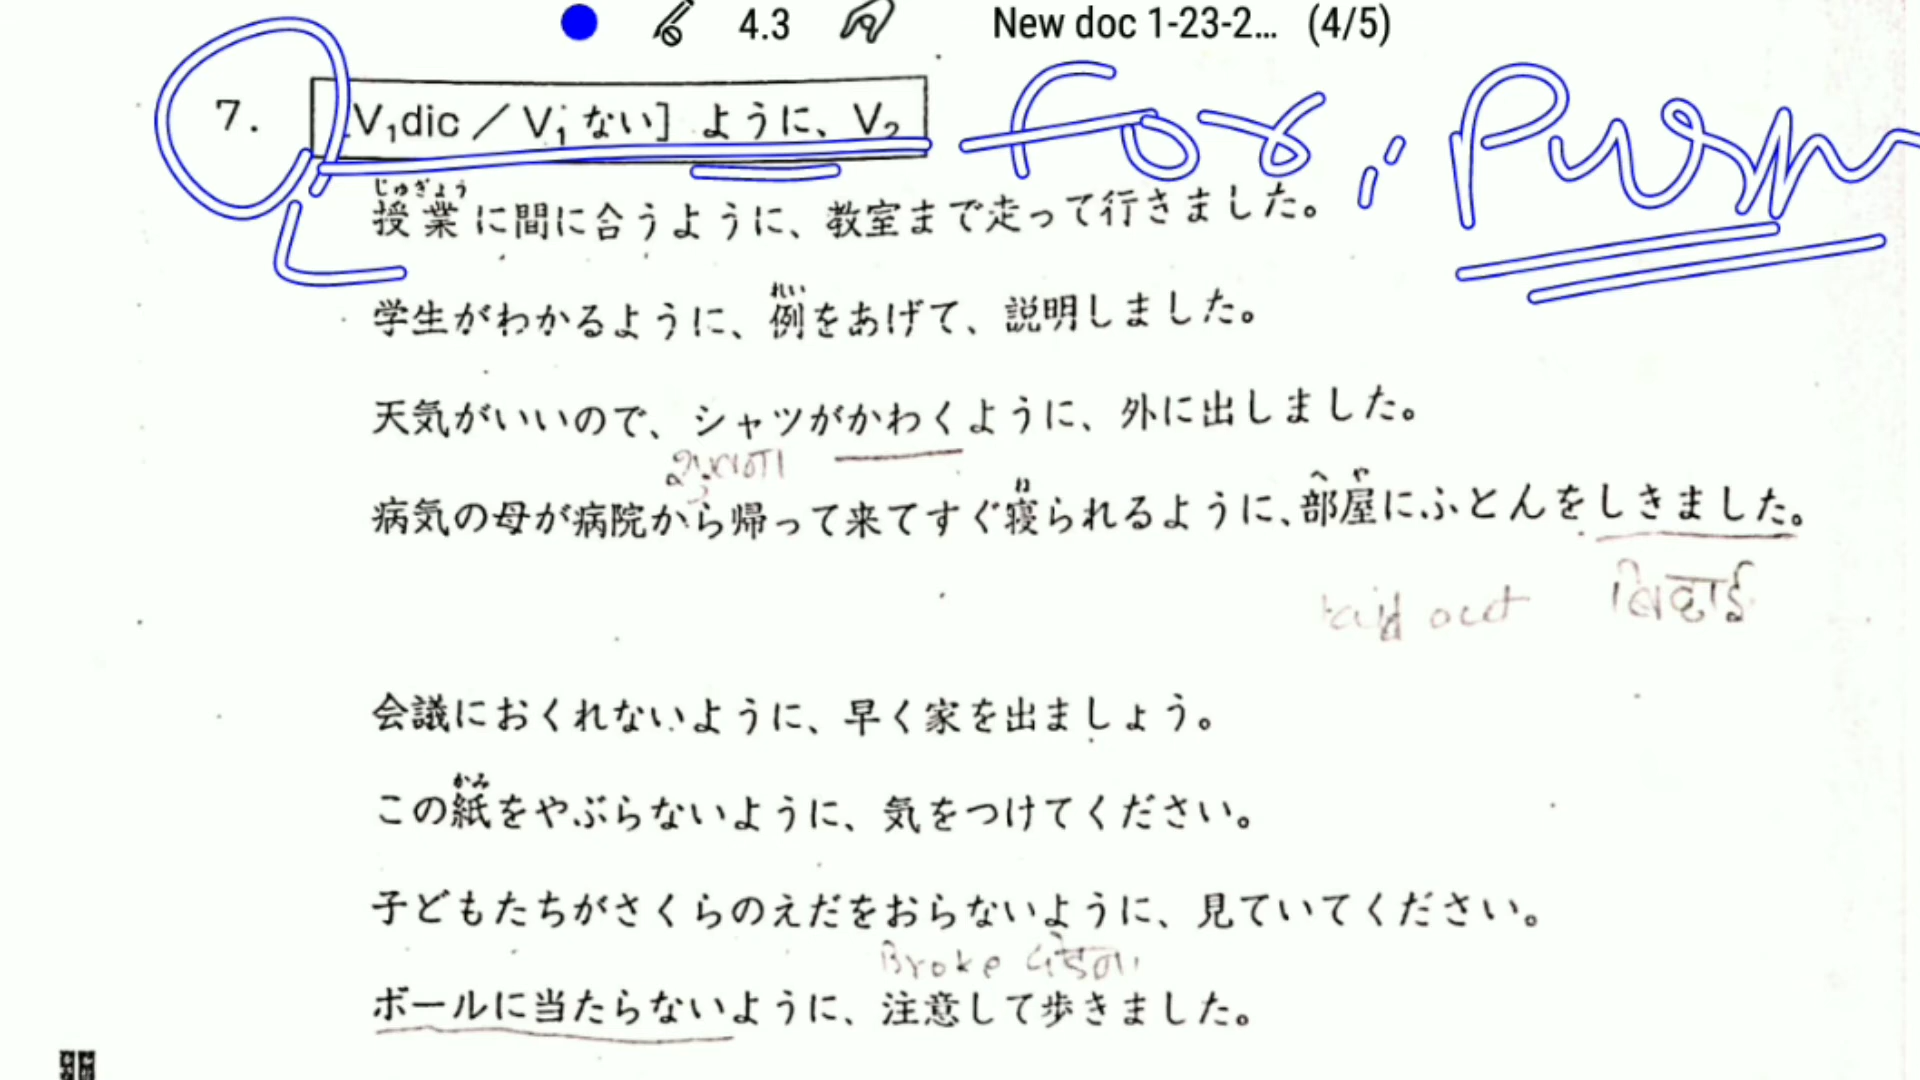 4.3 New doc 1-23-2... (4/5)
7. [V₁dic / V₁ない] ように、V₂ for,
じゅぎょう
授業に間に合うように、教室まで走って行きました。
れい
学生がわかるように、例をあげて、説明しました。
天気がいいので、シャツがかわくように、外に出しました。
ね へ や
病気の母が病院から帰って来てすぐ寝られるように、部屋にふとんをしきました。
laid out
会議におくれないように、早く家を出ましょう。
かみ
この紙をやぶらないように、気をつけてください。
子どもたちがさくらのえだをおらないように、見ていてください。
Broke तोड़ना
ボールに当たらないように、注意して歩きました。